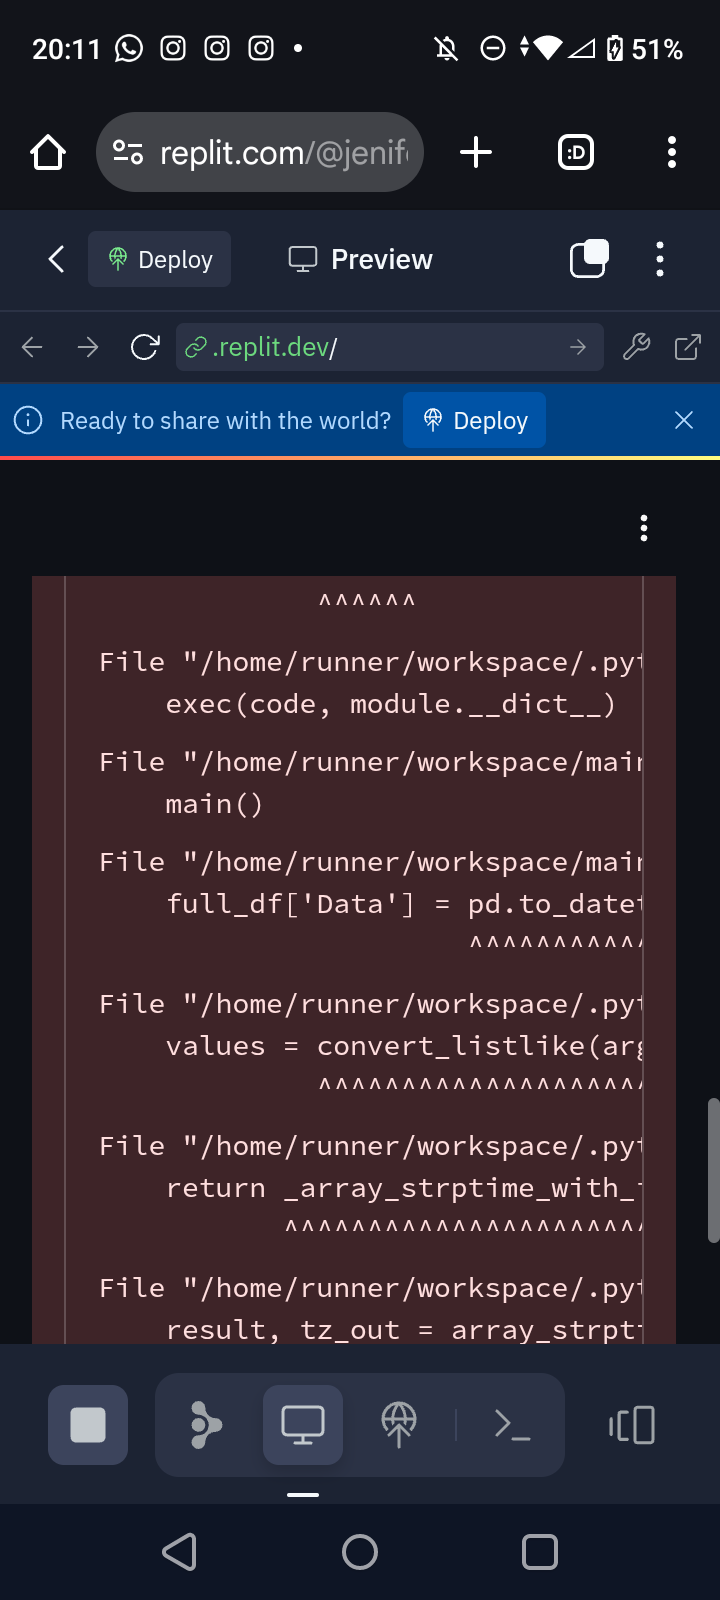 20:11 51%
replit.com/@jenif
:D
Deploy Preview
.replit.dev/
Ready to share with the world? Deploy
^^^^^^
File "/home/runner/workspace/.pyt
exec(code, module.__dict__)
File "/home/runner/workspace/main
main()
File "/home/runner/workspace/main
full_df['Data'] = pd.to_datet
^^^^^^^^^^^
File "/home/runner/workspace/.pyt
values = convert_listlike(arg
^^^^^^^^^^^^^^^^^^^^
File "/home/runner/workspace/.pyt
return _array_strptime_with_
^^^^^^^^^^^^^^^^^^^^^^
File "/home/runner/workspace/.pyt
result, tz_out = array_strpt